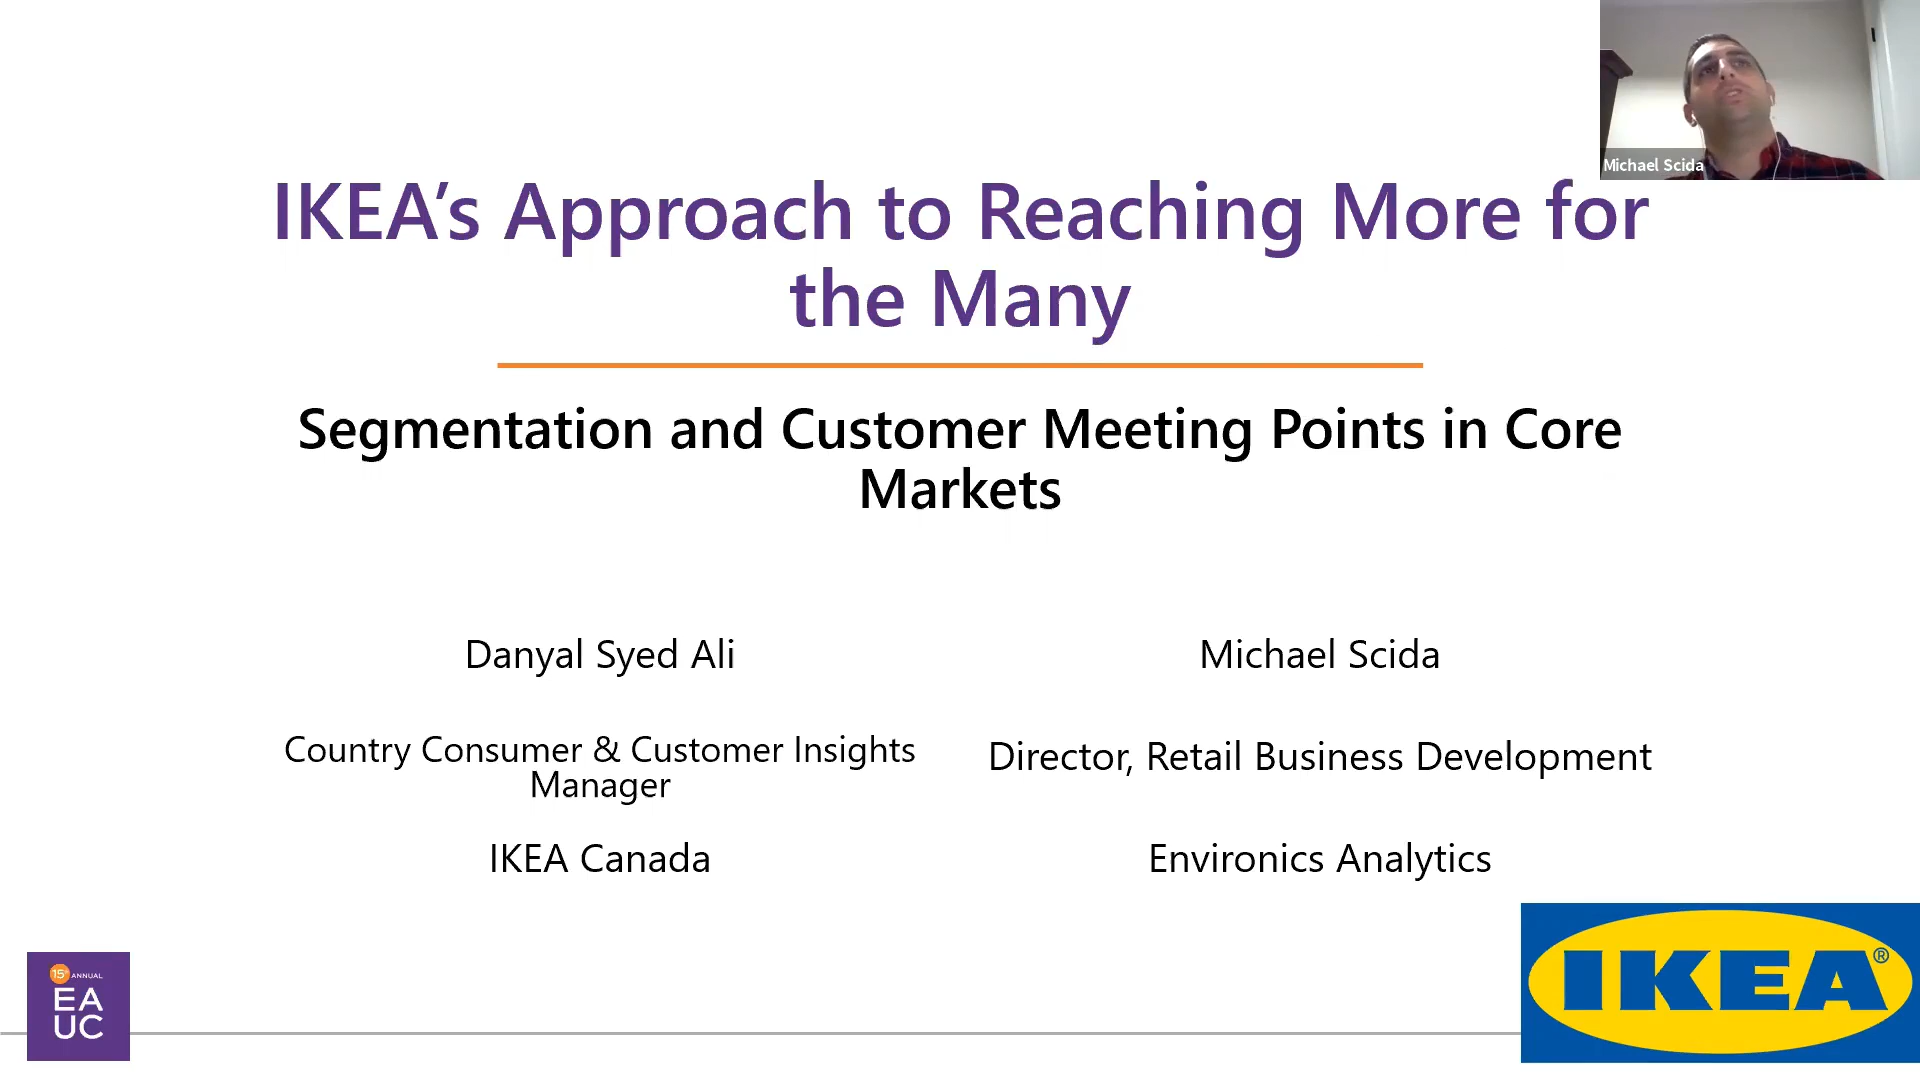 Michael Scida
IKEA’s Approach to Reaching More for
the Many
Segmentation and Customer Meeting Points in Core
Markets
Danyal Syed Ali
Country Consumer & Customer Insights
Manager
IKEA Canada
Michael Scida
Director, Retail Business Development
Environics Analytics
15th ANNUAL
EA
UC
IKEA®